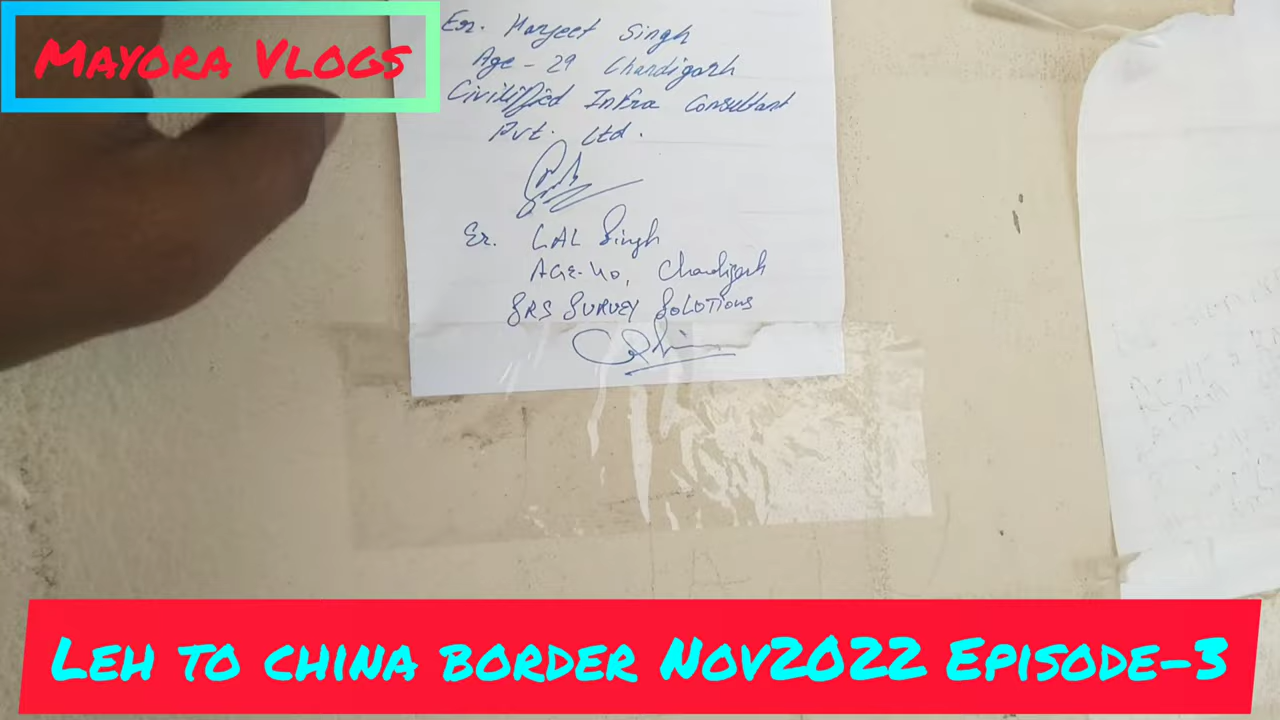 Mayora Vlogs
Er. Manjeet Singh
Age - 29 Chandigarh
Civilified Infra Consultant
Pvt. Ltd.
Er. LAL Singh
AGE-40, Chandigarh
SRS SURVEY SOLUTIONS
Leh to china border Nov2022 Episode-3